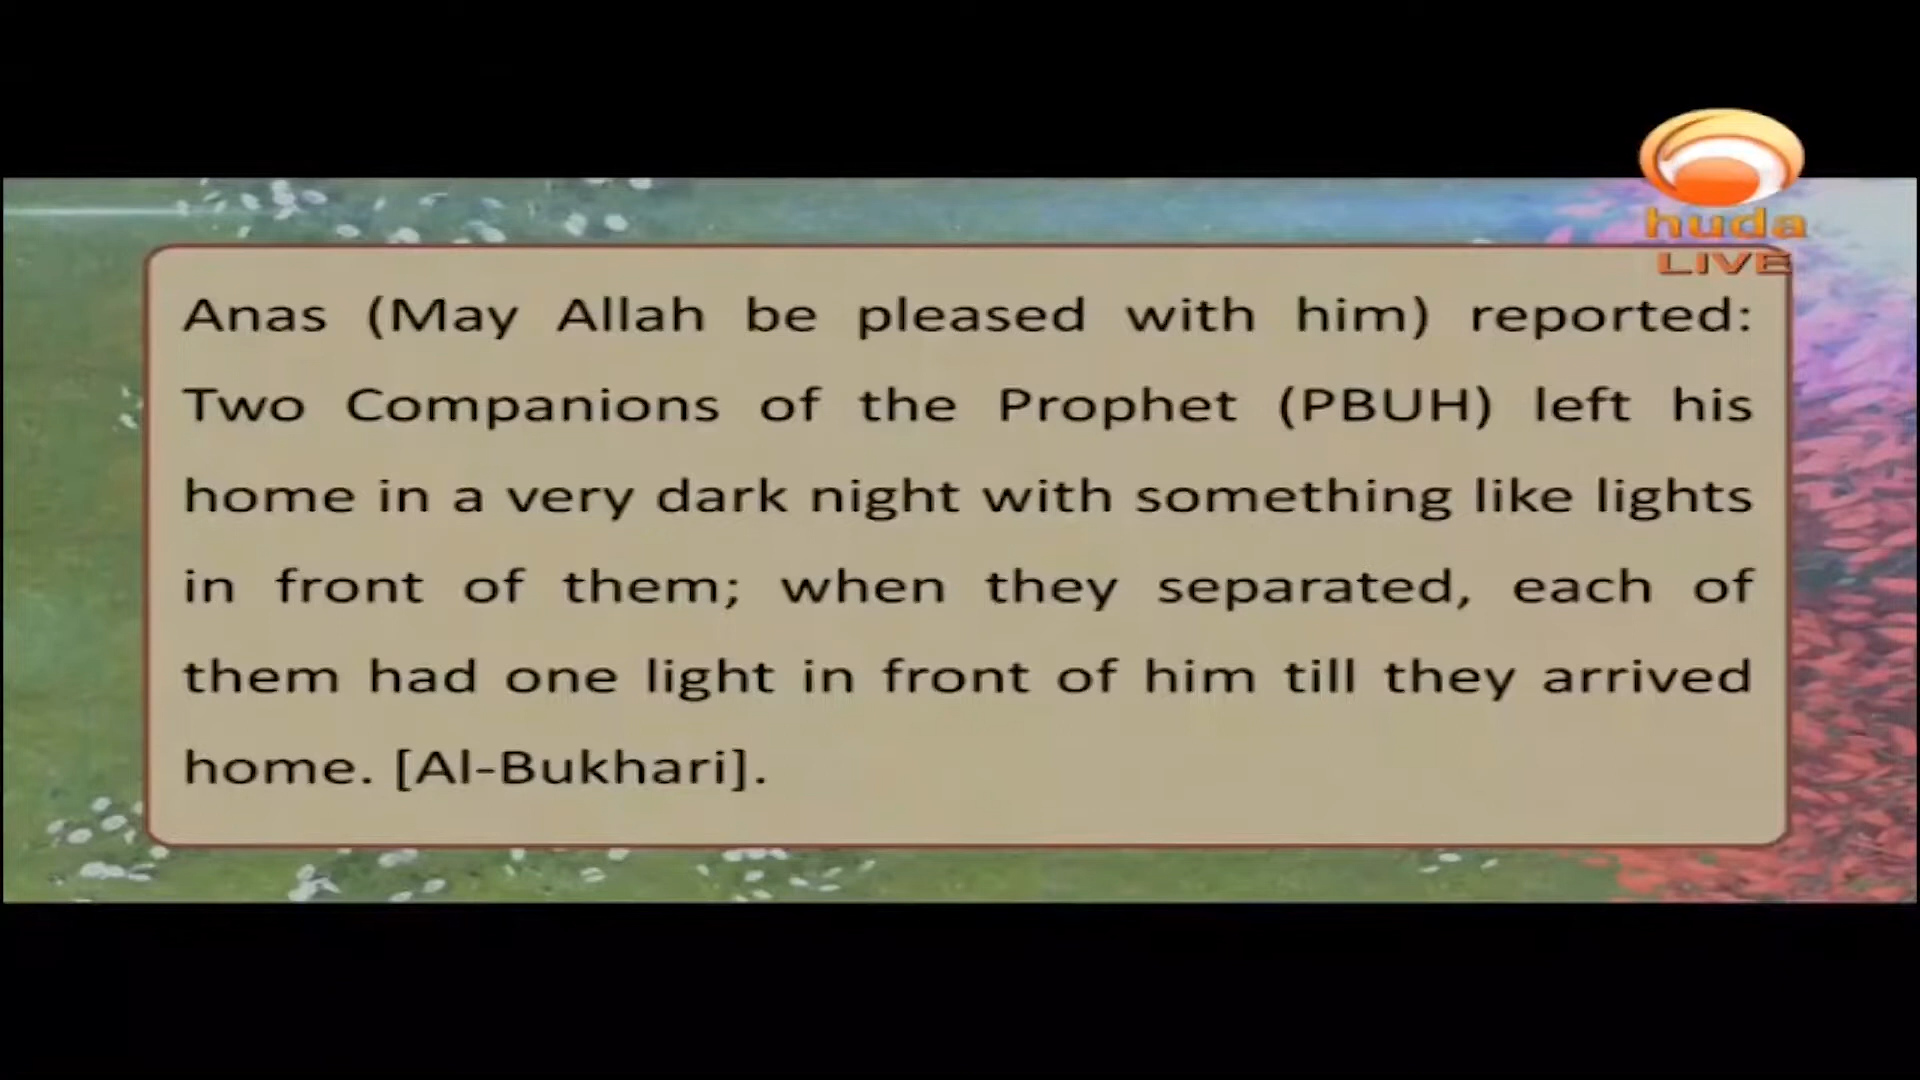 huda
LIVE
Anas (May Allah be pleased with him) reported:
Two Companions of the Prophet (PBUH) left his
home in a very dark night with something like lights
in front of them; when they separated, each of
them had one light in front of him till they arrived
home. [Al-Bukhari].